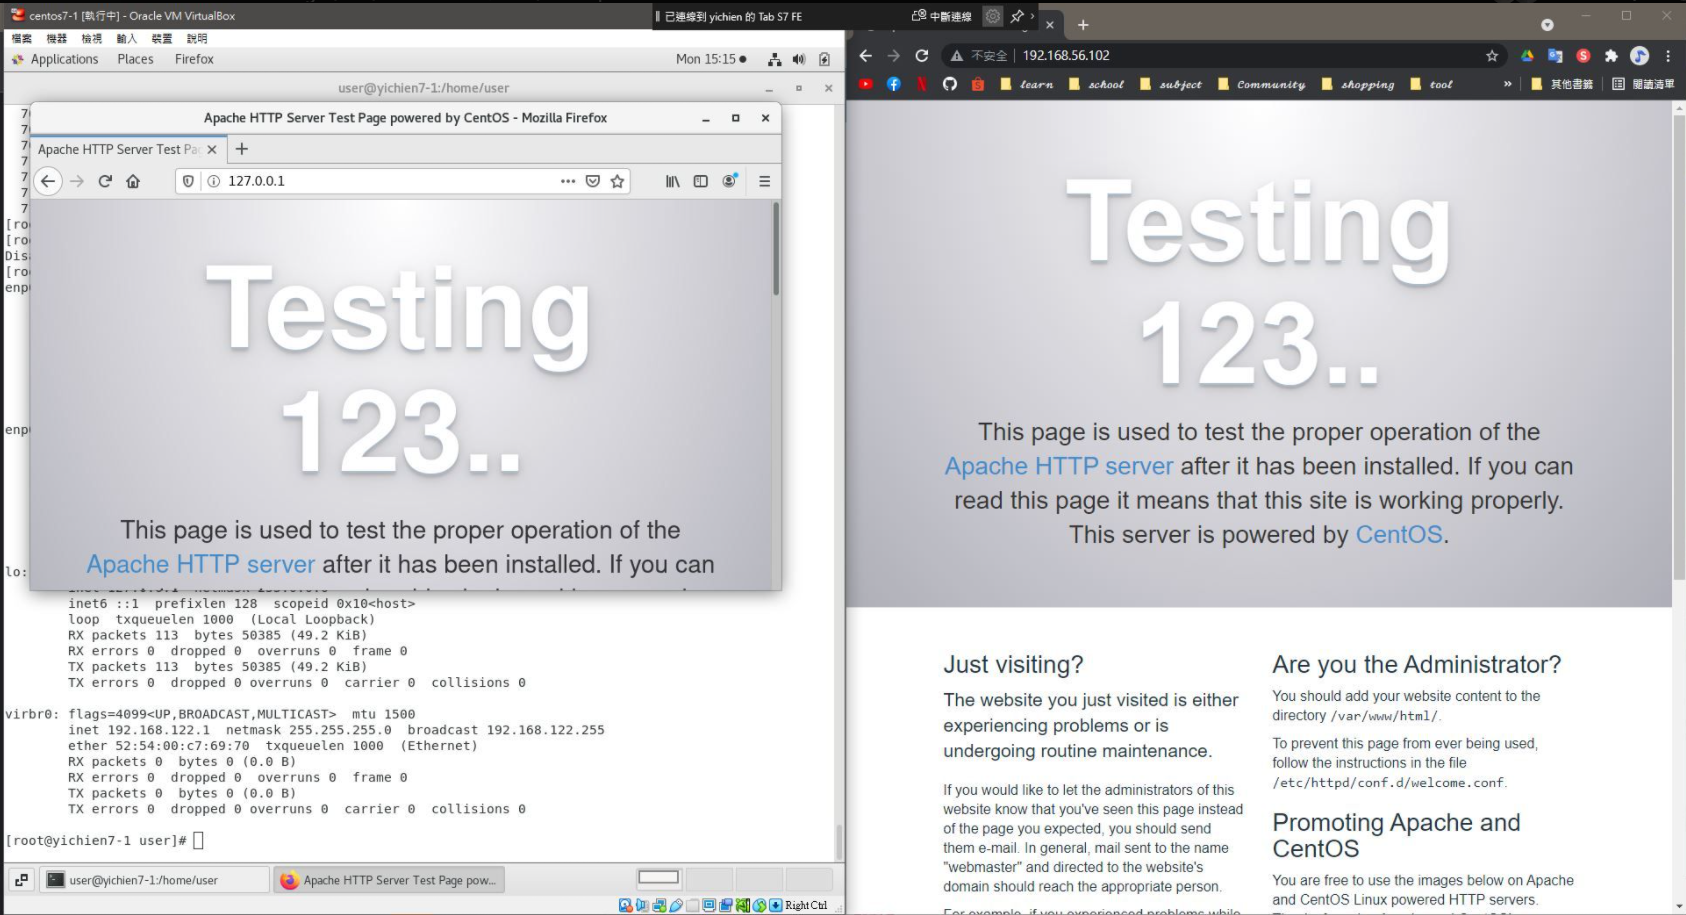 centos7-1 [執行中] - Oracle VM VirtualBox
已連線到 yichien 的 Tab S7 FE
中斷連線
檔案 機器 檢視 輸入 裝置 說明
Applications Places Firefox
Mon 15:15
user@yichien7-1:/home/user
Apache HTTP Server Test Page powered by CentOS - Mozilla Firefox
Apache HTTP Server Test Pa
127.0.0.1
Testing
123..
This page is used to test the proper operation of the
Apache HTTP server after it has been installed. If you can
[ro
[ro
Dis
[ro
enp
enp
lo:
inet6 ::1 prefixlen 128 scopeid 0x10<host>
loop txqueuelen 1000 (Local Loopback)
RX packets 113 bytes 50385 (49.2 KiB)
RX errors 0 dropped 0 overruns 0 frame 0
TX packets 113 bytes 50385 (49.2 KiB)
TX errors 0 dropped 0 overruns 0 carrier 0 collisions 0
virbr0: flags=4099<UP,BROADCAST,MULTICAST> mtu 1500
inet 192.168.122.1 netmask 255.255.255.0 broadcast 192.168.122.255
ether 52:54:00:c7:69:70 txqueuelen 1000 (Ethernet)
RX packets 0 bytes 0 (0.0 B)
RX errors 0 dropped 0 overruns 0 frame 0
TX packets 0 bytes 0 (0.0 B)
TX errors 0 dropped 0 overruns 0 carrier 0 collisions 0
[root@yichien7-1 user]#
user@yichien7-1:/home/user
Apache HTTP Server Test Page pow...
Right Ctrl
不安全 192.168.56.102
learn school subject Community shopping tool » 其他書籤 閱讀清單
Testing
123..
This page is used to test the proper operation of the
Apache HTTP server after it has been installed. If you can
read this page it means that this site is working properly.
This server is powered by CentOS.
Just visiting?
The website you just visited is either
experiencing problems or is
undergoing routine maintenance.
If you would like to let the administrators of this
website know that you've seen this page instead
of the page you expected, you should send
them e-mail. In general, mail sent to the name
"webmaster" and directed to the website's
domain should reach the appropriate person.
For example, if you experienced problems while
Are you the Administrator?
You should add your website content to the
directory /var/www/html/.
To prevent this page from ever being used,
follow the instructions in the file
/etc/httpd/conf.d/welcome.conf.
Promoting Apache and
CentOS
You are free to use the images below on Apache
and CentOS Linux powered HTTP servers.